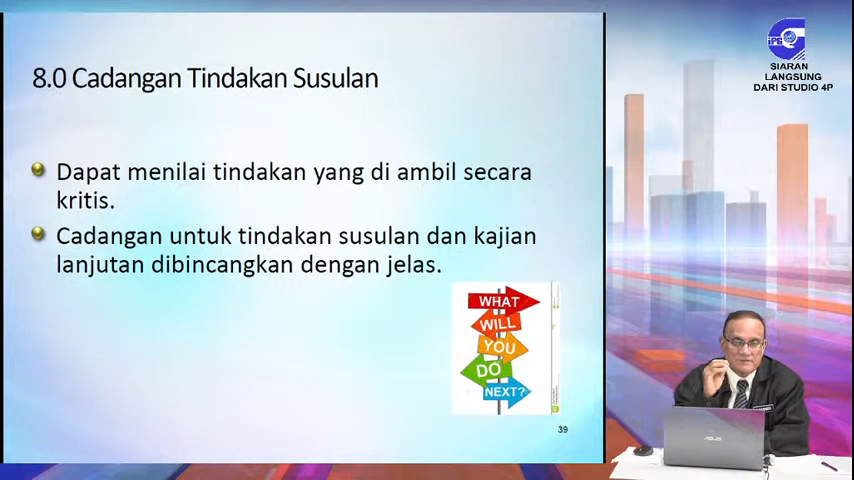 8.0 Cadangan Tindakan Susulan
Dapat menilai tindakan yang di ambil secara
kritis.
Cadangan untuk tindakan susulan dan kajian
lanjutan dibincangkan dengan jelas.
WHAT
WILL
YOU
DO
NEXT?
39
SIARAN
LANGSUNG
DARI STUDIO 4P
ASUS